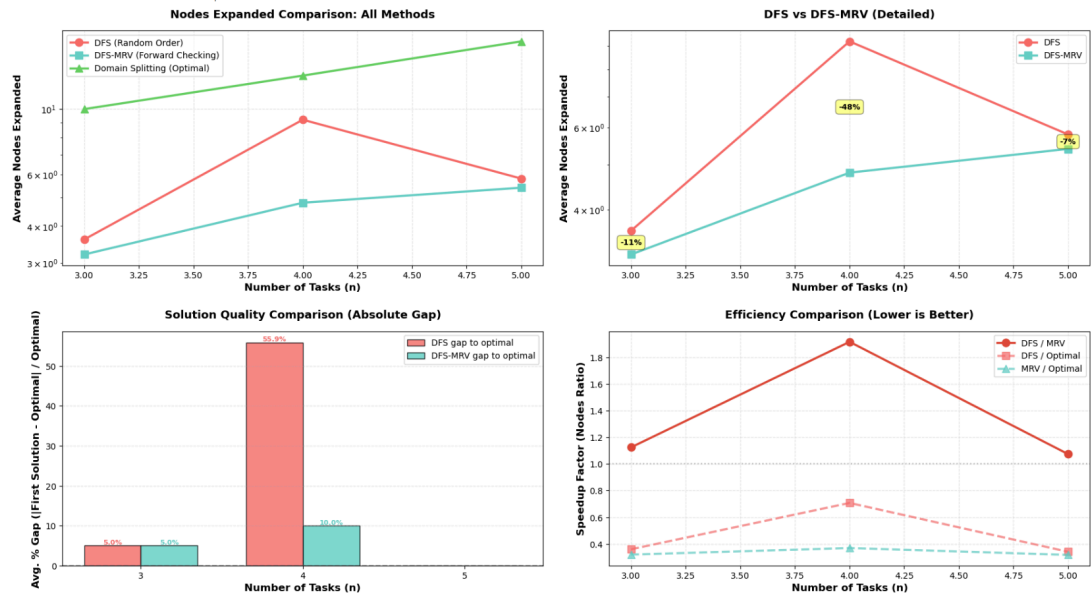 Nodes Expanded Comparison: All Methods
DFS (Random Order)
DFS-MRV (Forward Checking)
Domain Splitting (Optimal)
Average Nodes Expanded
10¹
6 × 10⁰
4 × 10⁰
3 × 10⁰
3.00 3.25 3.50 3.75 4.00 4.25 4.50 4.75 5.00
Number of Tasks (n)
DFS vs DFS-MRV (Detailed)
DFS
DFS-MRV
-48%
-7%
-11%
Average Nodes Expanded
6 × 10⁰
4 × 10⁰
3.00 3.25 3.50 3.75 4.00 4.25 4.50 4.75 5.00
Number of Tasks (n)
Solution Quality Comparison (Absolute Gap)
DFS gap to optimal
DFS-MRV gap to optimal
55.9%
10.0%
5.0% 5.0%
Avg. % Gap (|First Solution - Optimal| / Optimal)
50
40
30
20
10
0
3 4 5
Number of Tasks (n)
Efficiency Comparison (Lower is Better)
DFS / MRV
DFS / Optimal
MRV / Optimal
Speedup Factor (Nodes Ratio)
1.8
1.6
1.4
1.2
1.0
0.8
0.6
0.4
3.00 3.25 3.50 3.75 4.00 4.25 4.50 4.75 5.00
Number of Tasks (n)